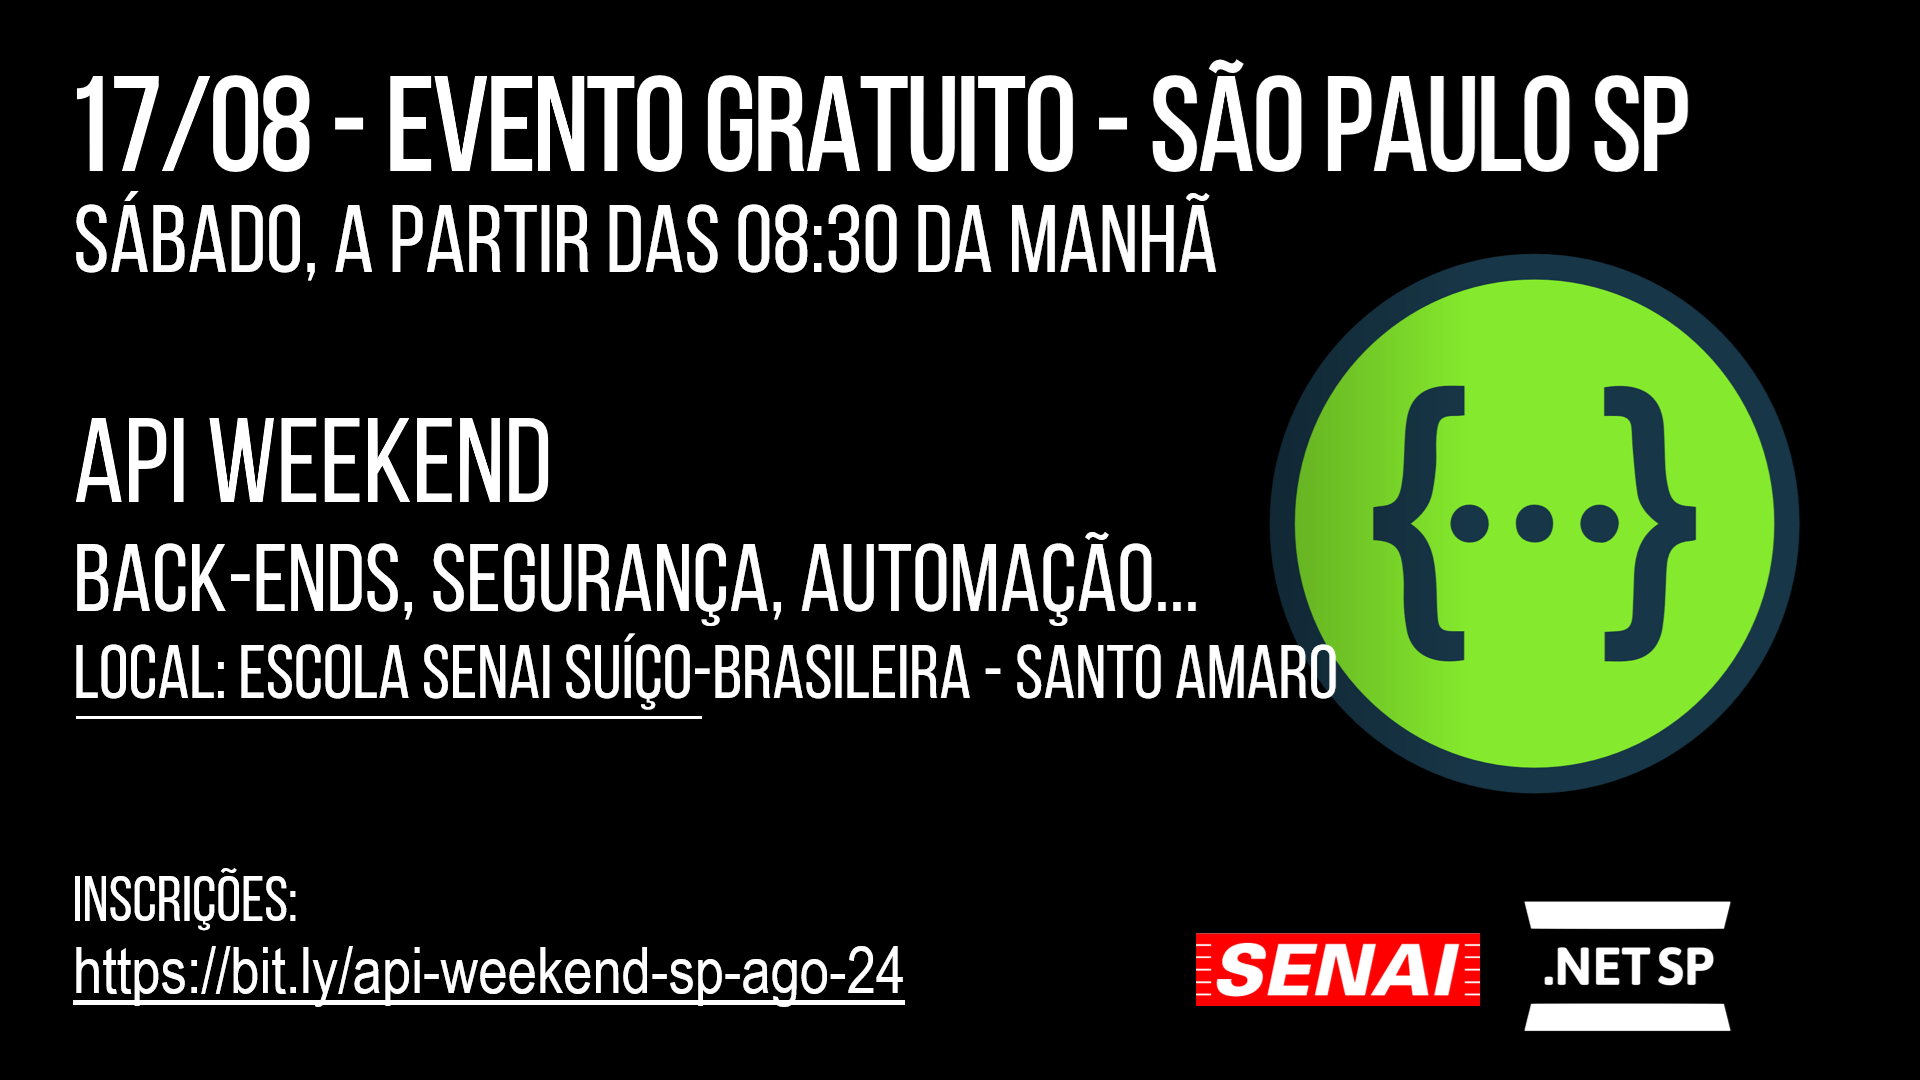 17/08 - EVENTO GRATUITO - SÃO PAULO SP
SÁBADO, A PARTIR DAS 08:30 DA MANHÃ
API WEEKEND
BACK-ENDS, SEGURANÇA, AUTOMAÇÃO...
LOCAL: ESCOLA SENAI SUÍÇO-BRASILEIRA - SANTO AMARO
{...}
INSCRIÇÕES:
https://bit.ly/api-weekend-sp-ago-24
SENAI
.NET SP